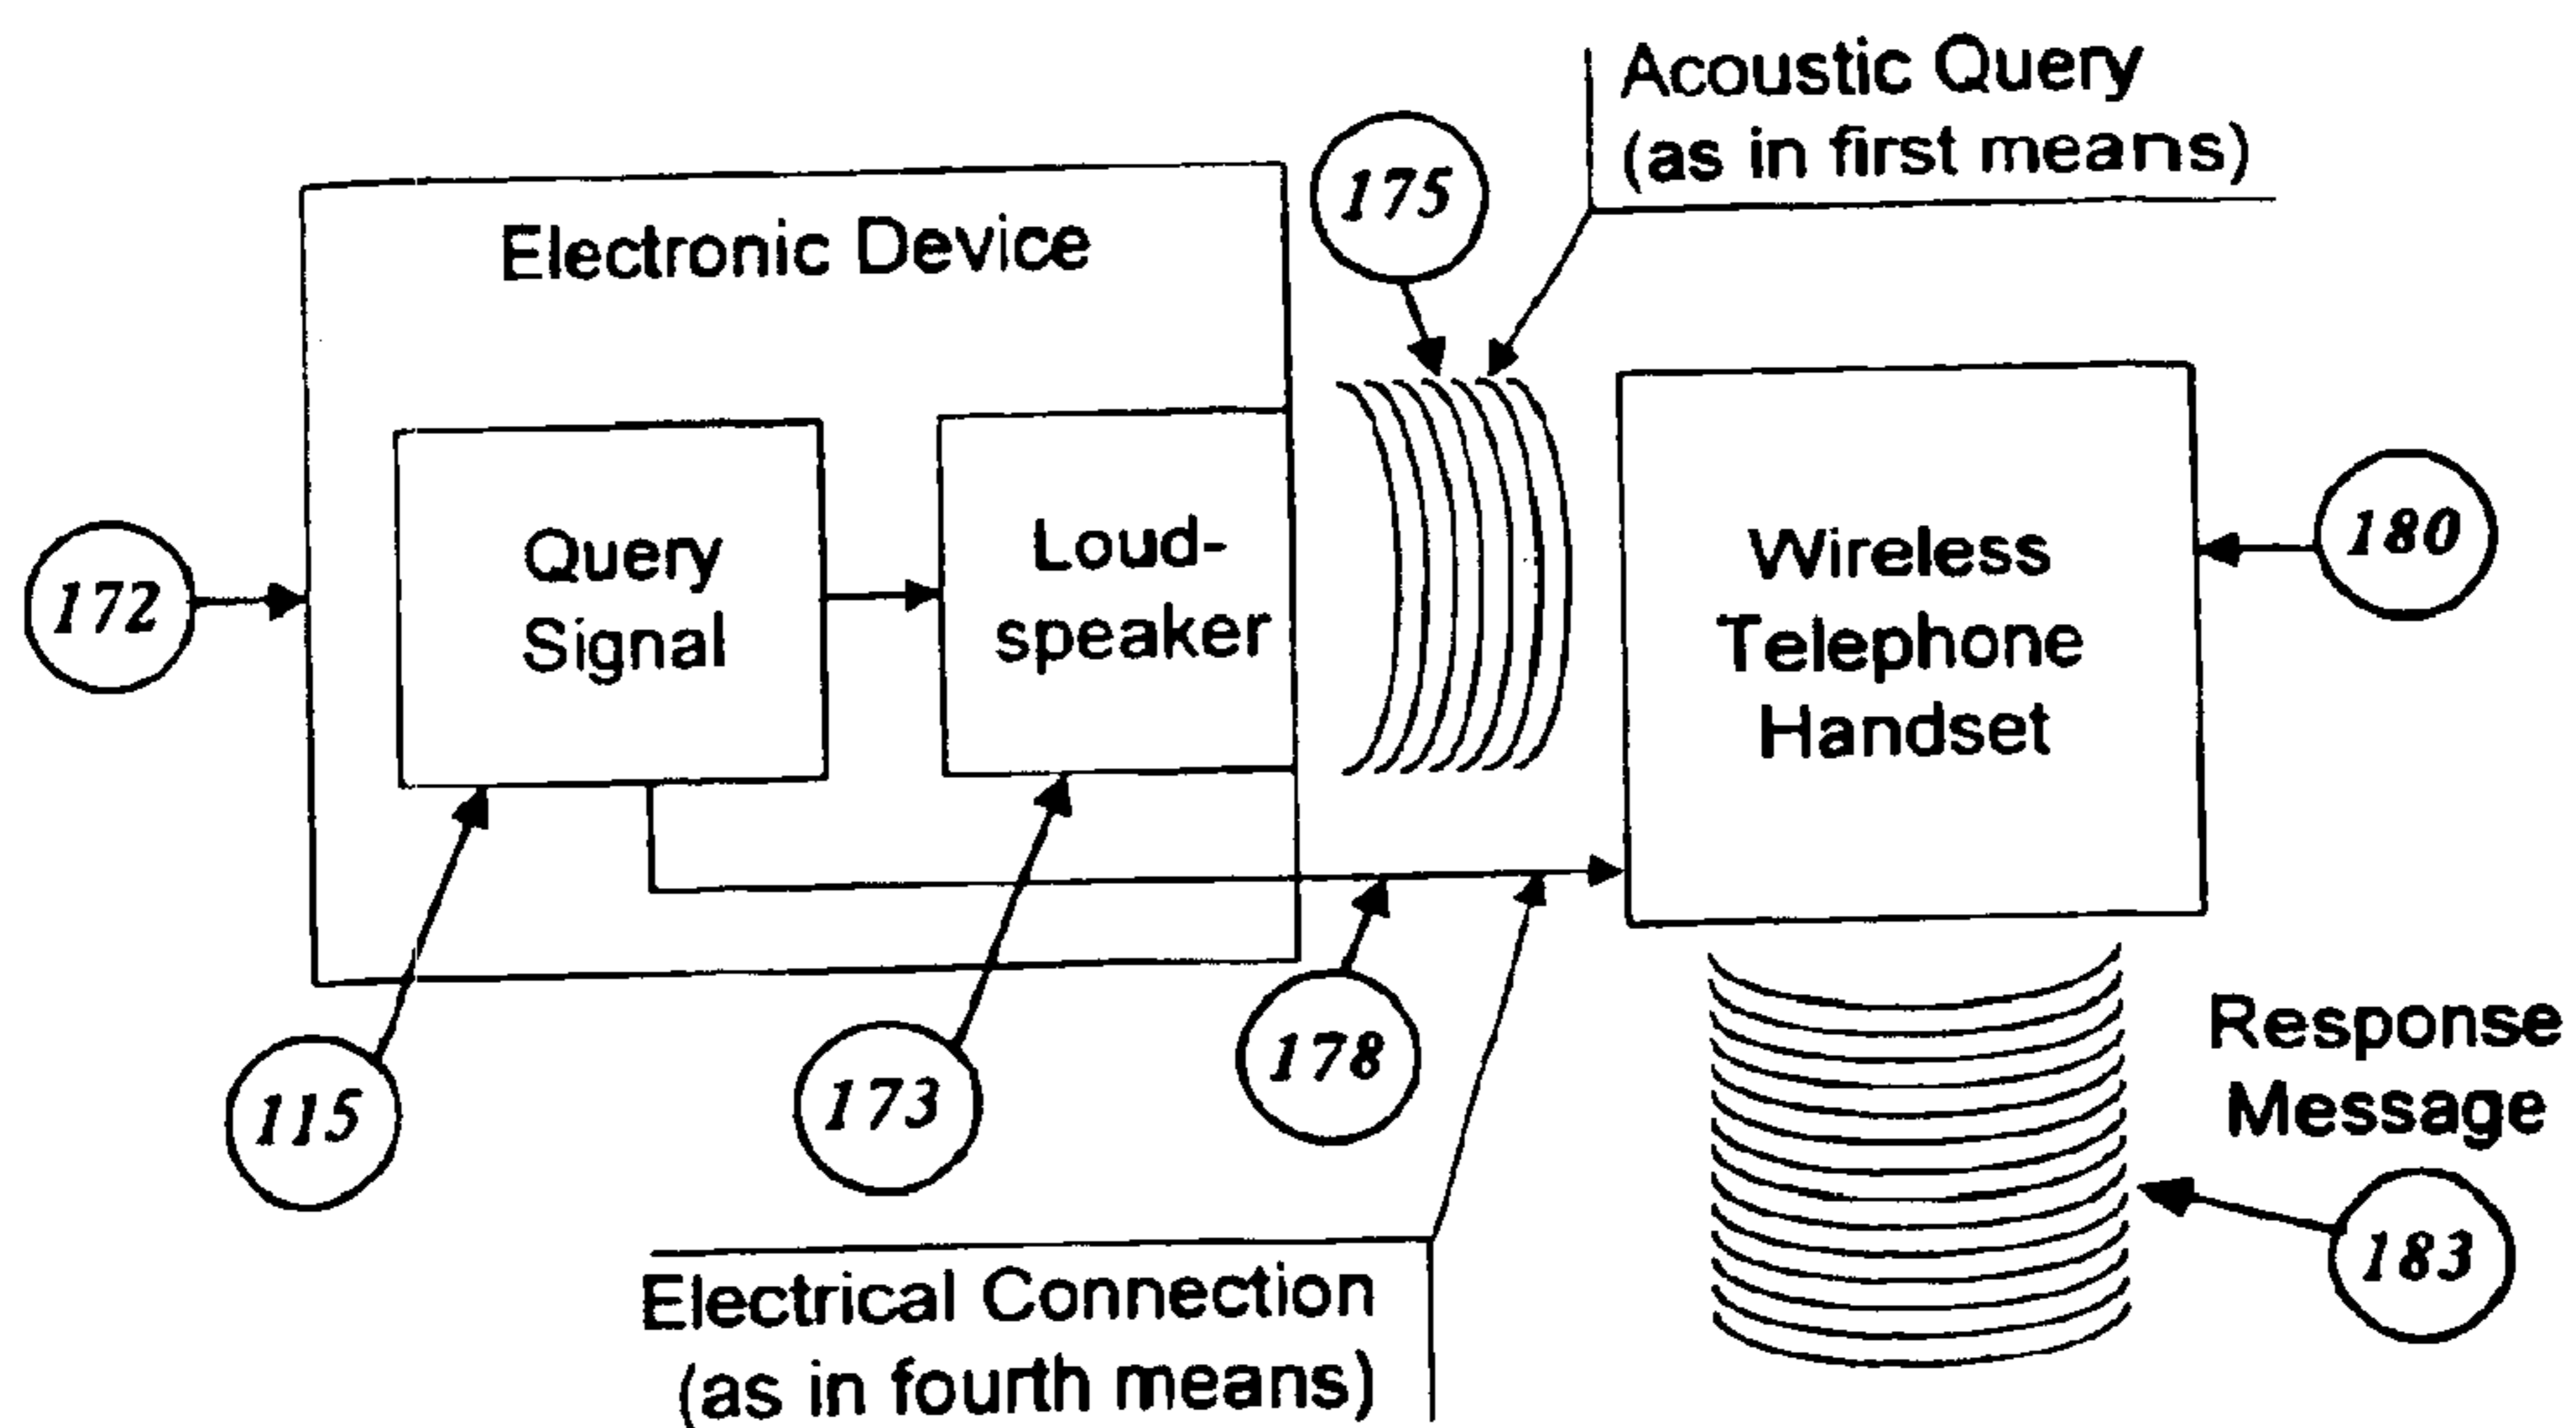 Acoustic Query
(as in first means)
175
Electronic Device
Query
Signal
Loud-
speaker
Wireless
Telephone
Handset
172
180
115
173
178
Response
Message
183
Electrical Connection
(as in fourth means)